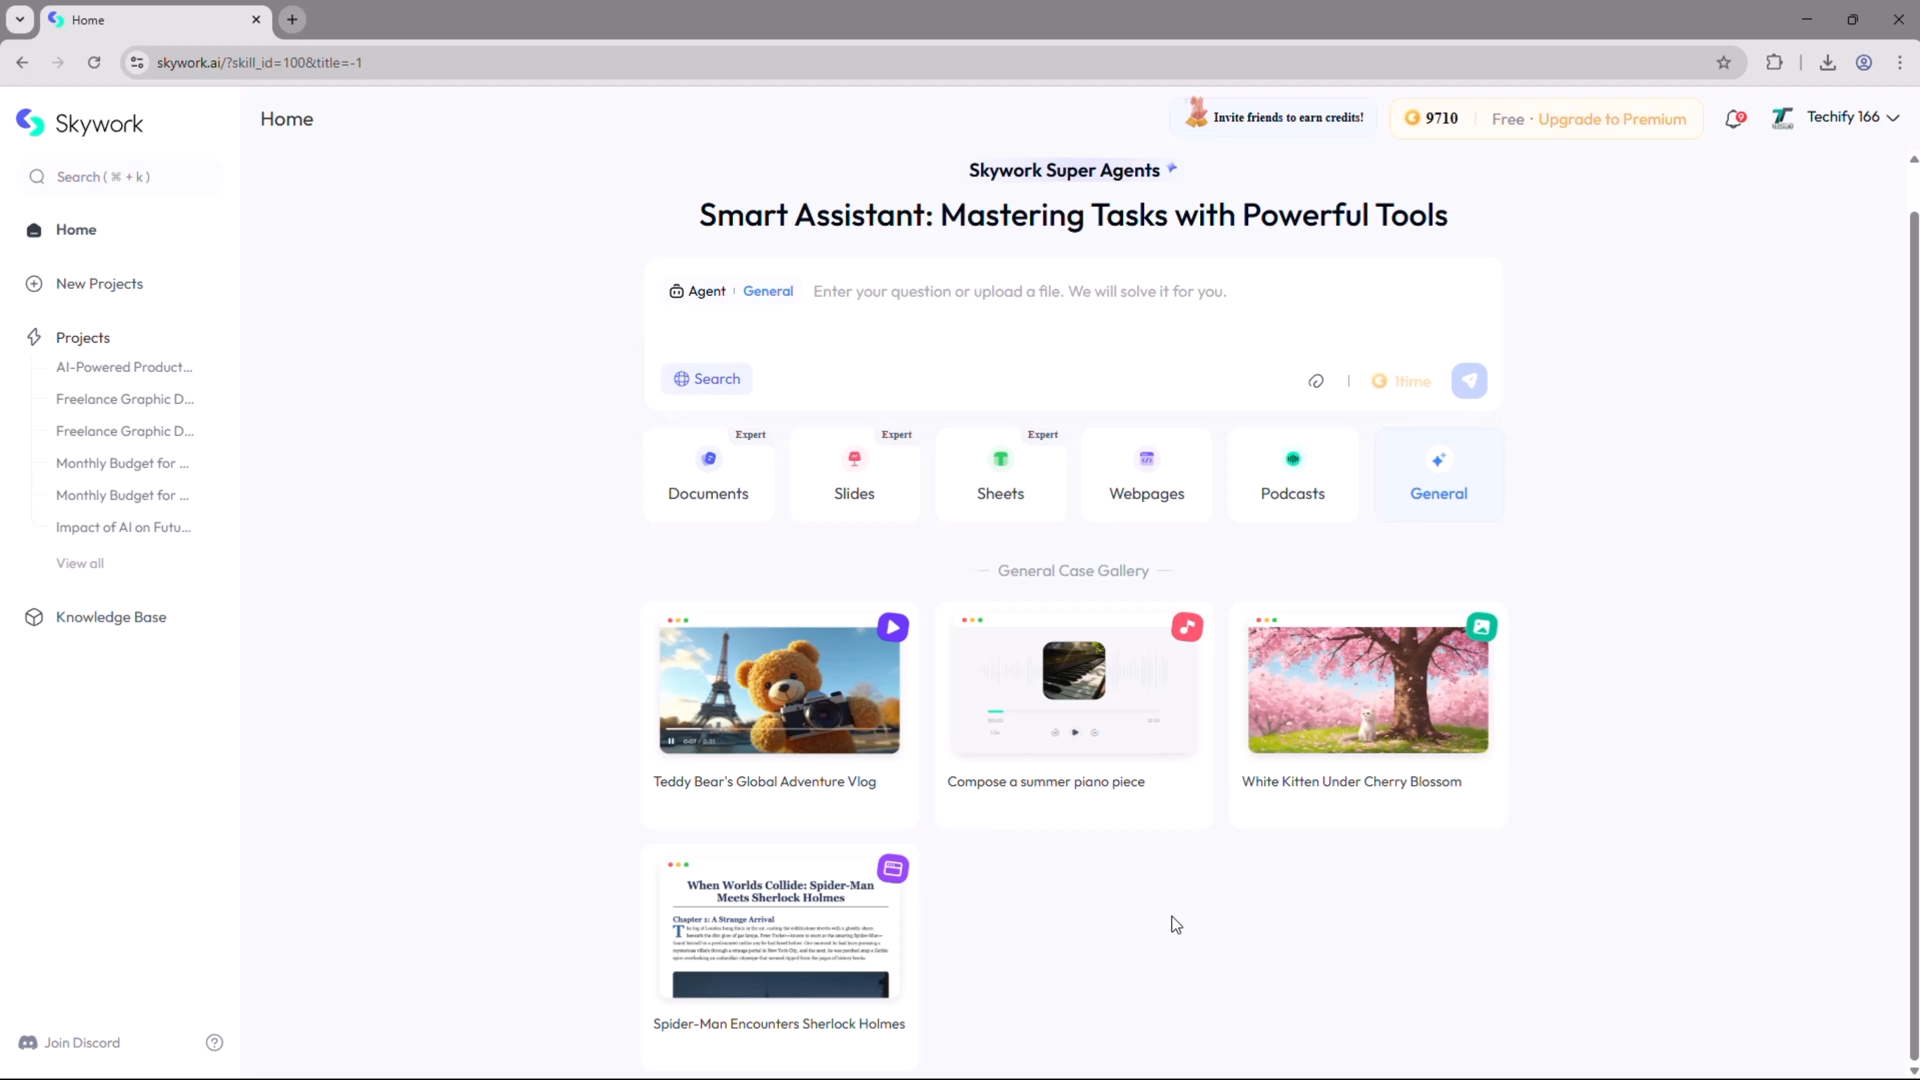 Home
skywork.ai/?skill_id=100&title=-1
Skywork
Home
Invite friends to earn credits!
9710
Free · Upgrade to Premium
9
Techify 166
Search ( ⌘ + k )
Home
New Projects
Projects
AI-Powered Product...
Freelance Graphic D...
Freelance Graphic D...
Monthly Budget for ...
Monthly Budget for ...
Impact of AI on Futu...
View all
Knowledge Base
Join Discord
Skywork Super Agents
Smart Assistant: Mastering Tasks with Powerful Tools
Agent
General
Enter your question or upload a file. We will solve it for you.
Search
1time
Expert
Documents
Expert
Slides
Expert
Sheets
Webpages
Podcasts
General
General Case Gallery
Teddy Bear's Global Adventure Vlog
Compose a summer piano piece
White Kitten Under Cherry Blossom
When Worlds Collide: Spider-Man
Meets Sherlock Holmes
Chapter 1: A Strange Arrival
Spider-Man Encounters Sherlock Holmes